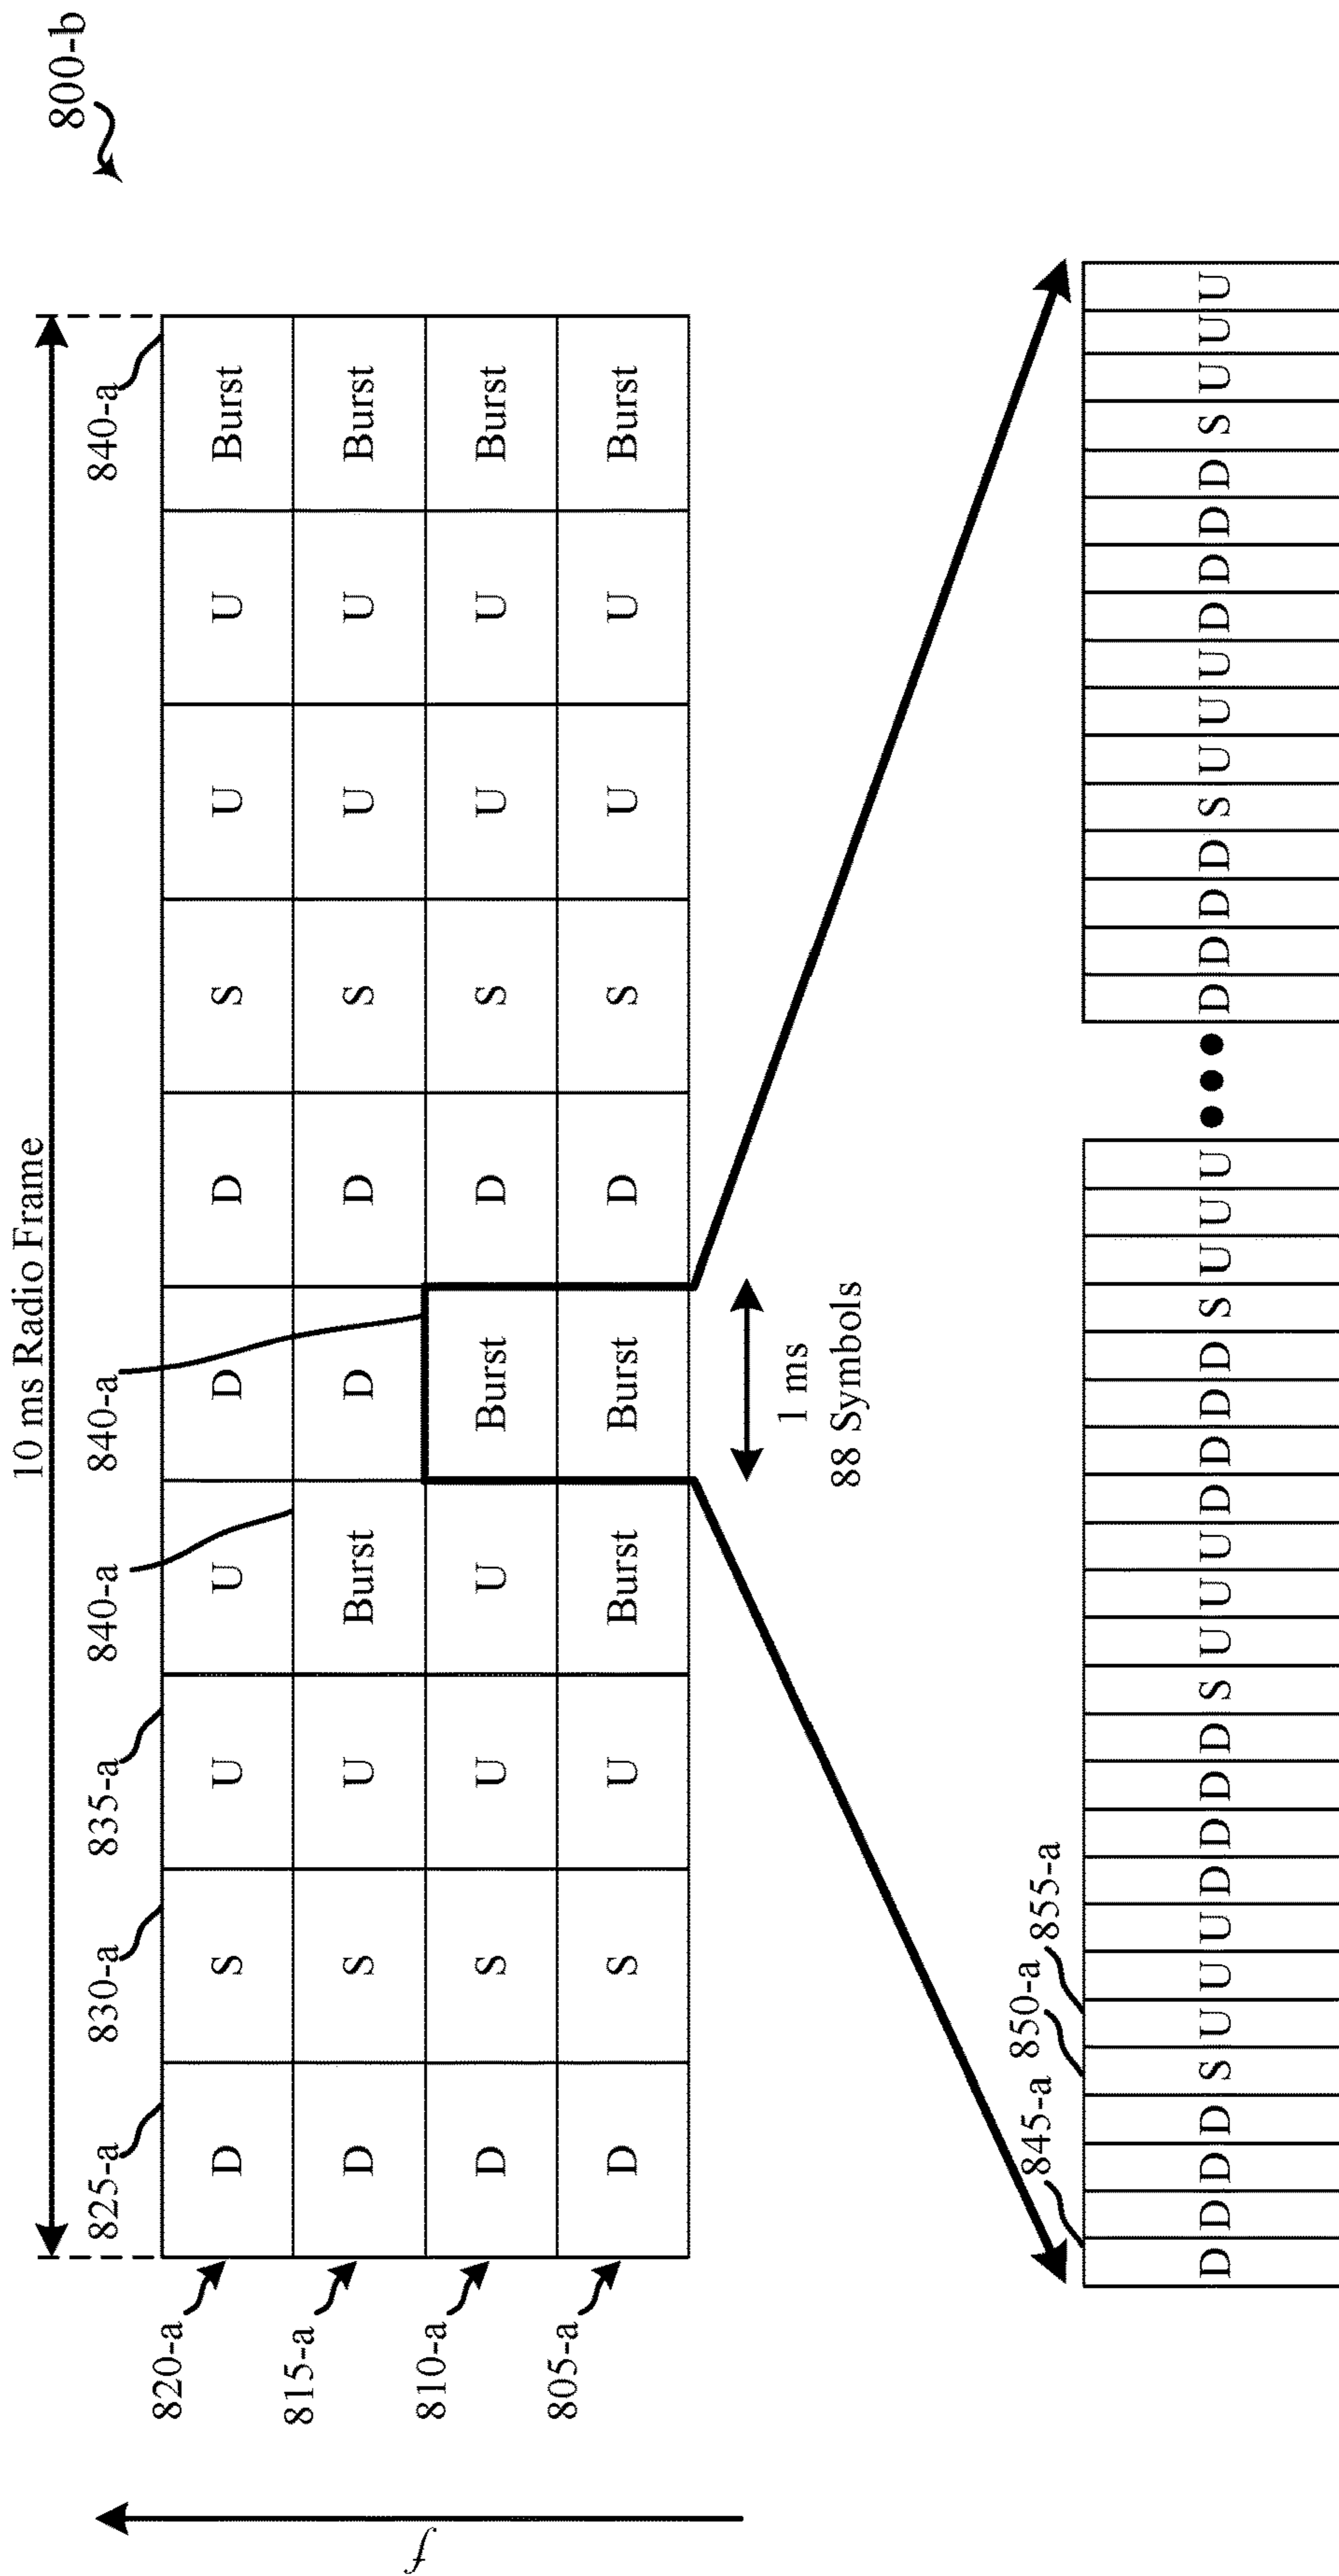 800-b
10 ms Radio Frame
825-a 830-a 835-a 840-a 840-a 840-a
820-a D S U U D D S U U Burst
815-a D S U Burst D D S U U Burst
810-a D S U U Burst D S U U Burst
805-a D S U Burst Burst D S U U Burst
f
1 ms
88 Symbols
845-a 850-a 855-a
D D D D S U U U D D D D S U U U D D D D S U U U ••• D D D D S U U U D D D D S U U U